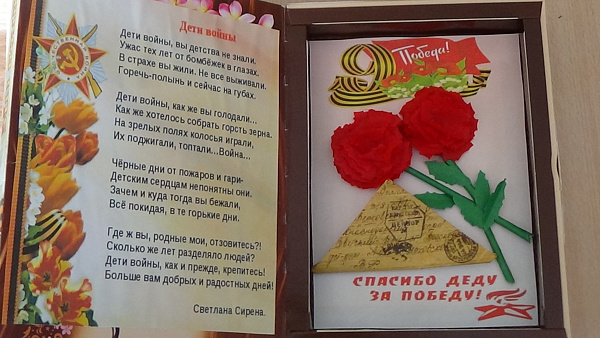 Дети войны
Дети войны, вы детства не знали.
Ужас тех лет от бомбёжек в глазах.
В страхе вы жили. Не все выживали.
Горечь-полынь и сейчас на губах.
Дети войны, как же вы голодали...
Как же хотелось собрать горсть зерна.
На зрелых полях колосья играли,
Их поджигали, топтали...Война...
Чёрные дни от пожаров и гари-
Детским сердцам непонятны они.
Зачем и куда тогда вы бежали,
Всё покидая, в те горькие дни.
Где ж вы, родные мои, отзовитесь?!
Сколько же лет разделяло людей?
Дети войны, как и прежде, крепитесь!
Больше вам добрых и радостных дней!
Светлана Сирена.
9
Победа!
СПАСИБО ДЕДУ
ЗА ПОБЕДУ!